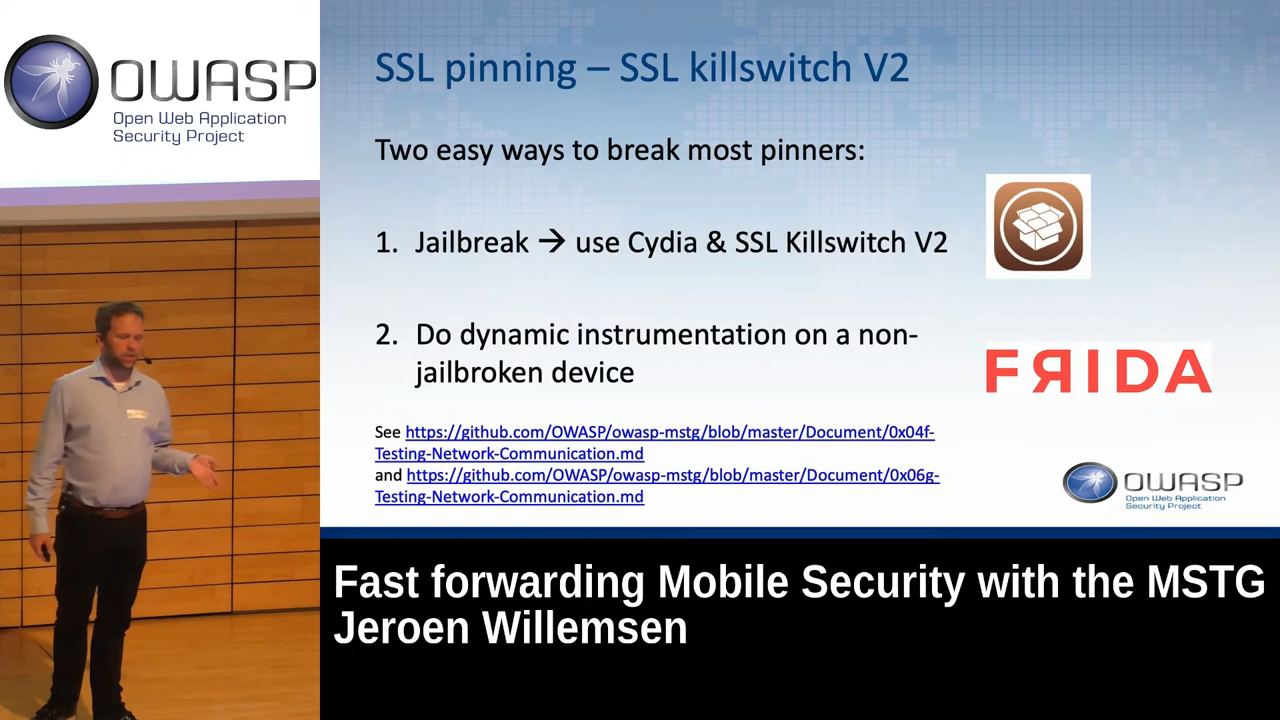 OWASP
Open Web Application
Security Project
SSL pinning – SSL killswitch V2
Two easy ways to break most pinners:
1. Jailbreak → use Cydia & SSL Killswitch V2
2. Do dynamic instrumentation on a non-
jailbroken device
FЯIDA
See https://github.com/OWASP/owasp-mstg/blob/master/Document/0x04f-
Testing-Network-Communication.md
and https://github.com/OWASP/owasp-mstg/blob/master/Document/0x06g-
Testing-Network-Communication.md
OWASP
Open Web Application
Security Project
Fast forwarding Mobile Security with the MSTG
Jeroen Willemsen